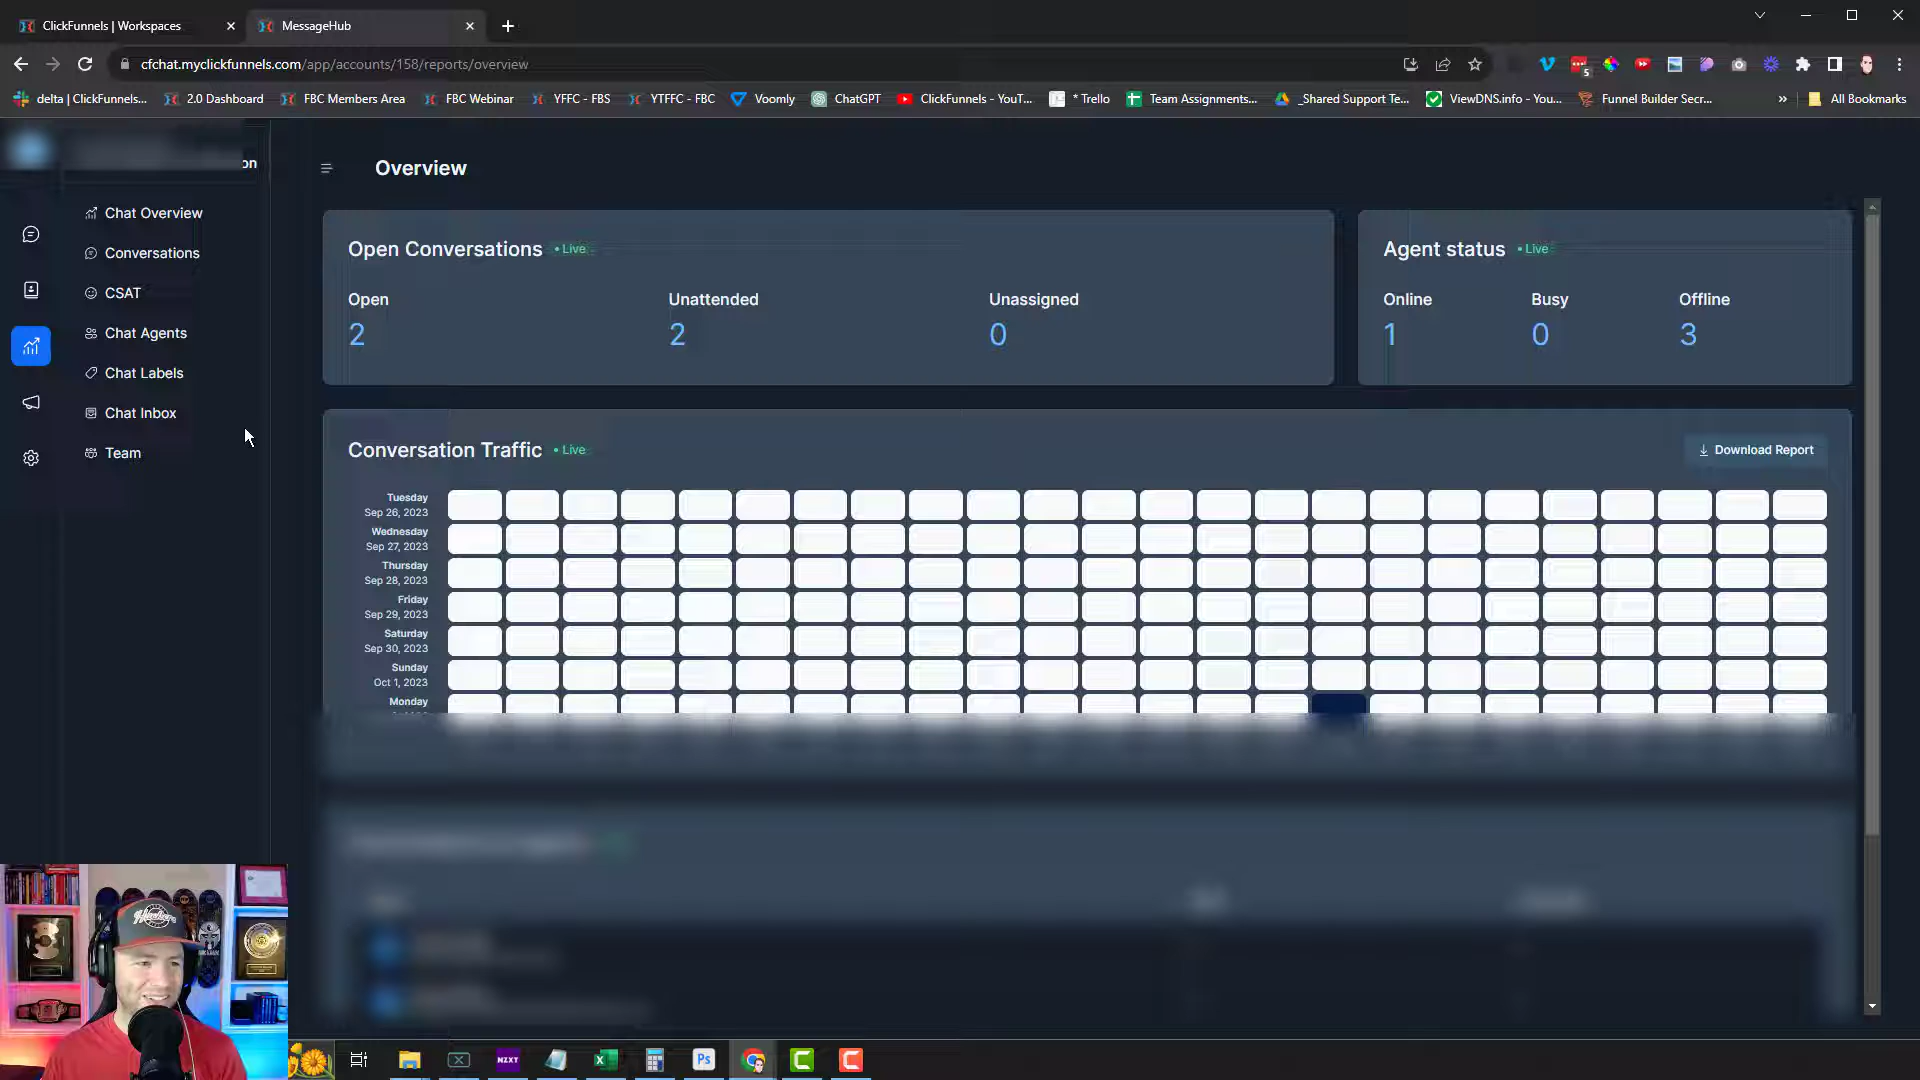 ClickFunnels | Workspaces
MessageHub
cfchat.myclickfunnels.com/app/accounts/158/reports/overview
5
delta | ClickFunnels...
2.0 Dashboard
FBC Members Area
FBC Webinar
YFFC - FBS
YTFFC - FBC
Voomly
ChatGPT
ClickFunnels - YouT...
* Trello
Team Assignments...
_Shared Support Te...
ViewDNS.info - You...
Funnel Builder Secr...
»
All Bookmarks
on
Overview
Chat Overview
Conversations
CSAT
Chat Agents
Chat Labels
Chat Inbox
Team
Open Conversations • Live
Open
Unattended
Unassigned
2
2
0
Agent status • Live
Online
Busy
Offline
1
0
3
Conversation Traffic • Live
Download Report
Tuesday
Sep 26, 2023
Wednesday
Sep 27, 2023
Thursday
Sep 28, 2023
Friday
Sep 29, 2023
Saturday
Sep 30, 2023
Sunday
Oct 1, 2023
Monday
NZXT
Ps